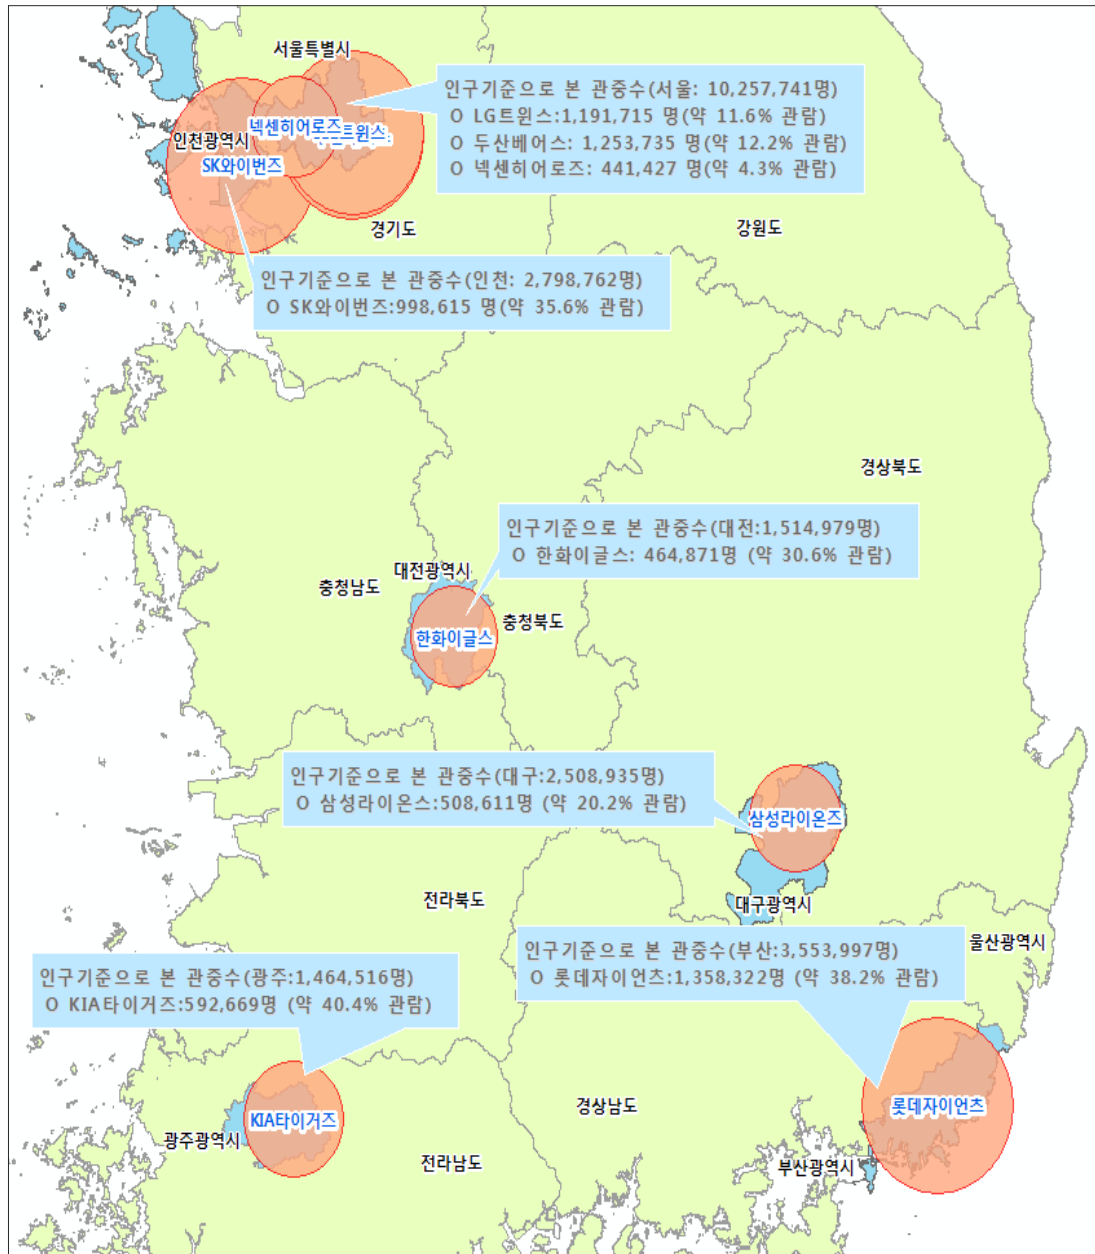 서울특별시
인구기준으로 본 관중수(서울: 10,257,741명)
O LG트윈스:1,191,715 명(약 11.6% 관람)
O 두산베어스: 1,253,735 명(약 12.2% 관람)
O 넥센히어로즈: 441,427 명(약 4.3% 관람)
넥센히어로즈
트윈스
인천광역시
SK와이번즈
경기도
강원도
인구기준으로 본 관중수(인천: 2,798,762명)
O SK와이번즈:998,615 명(약 35.6% 관람)
경상북도
인구기준으로 본 관중수(대전:1,514,979명)
O 한화이글스: 464,871명 (약 30.6% 관람)
대전광역시
충청남도
충청북도
한화이글스
인구기준으로 본 관중수(대구:2,508,935명)
O 삼성라이온스:508,611명 (약 20.2% 관람)
삼성라이온즈
전라북도
대구광역시
울산광역시
인구기준으로 본 관중수(부산:3,553,997명)
O 롯데자이언츠:1,358,322명 (약 38.2% 관람)
인구기준으로 본 관중수(광주:1,464,516명)
O KIA타이거즈:592,669명 (약 40.4% 관람)
KIA타이거즈
경상남도
롯데자이언츠
광주광역시
전라남도
부산광역시